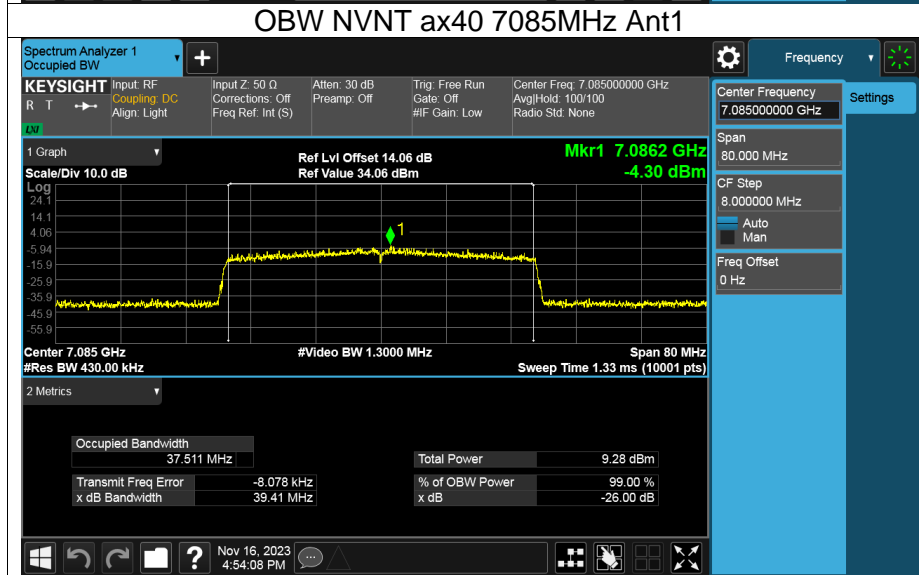 OBW NVNT ax40 7085MHz Ant1
Spectrum Analyzer 1
Occupied BW
Frequency
KEYSIGHT
R T
LXI
Input: RF
Coupling: DC
Align: Light
Input Z: 50 Ω
Corrections: Off
Freq Ref: Int (S)
Atten: 30 dB
Preamp: Off
Trig: Free Run
Gate: Off
#IF Gain: Low
Center Freq: 7.085000000 GHz
Avg|Hold: 100/100
Radio Std: None
Center Frequency
7.085000000 GHz
Settings
Span
80.000 MHz
CF Step
8.000000 MHz
Auto
Man
Freq Offset
0 Hz
1 Graph
Scale/Div 10.0 dB
Ref Lvl Offset 14.06 dB
Ref Value 34.06 dBm
Mkr1 7.0862 GHz
-4.30 dBm
Log
24.1
14.1
4.06
-5.94
-15.9
-25.9
-35.9
-45.9
-55.9
1
Center 7.085 GHz
#Res BW 430.00 kHz
#Video BW 1.3000 MHz
Span 80 MHz
Sweep Time 1.33 ms (10001 pts)
2 Metrics
Occupied Bandwidth
37.511 MHz
Transmit Freq Error -8.078 kHz
x dB Bandwidth 39.41 MHz
Total Power 9.28 dBm
% of OBW Power 99.00 %
x dB -26.00 dB
?
Nov 16, 2023
4:54:08 PM